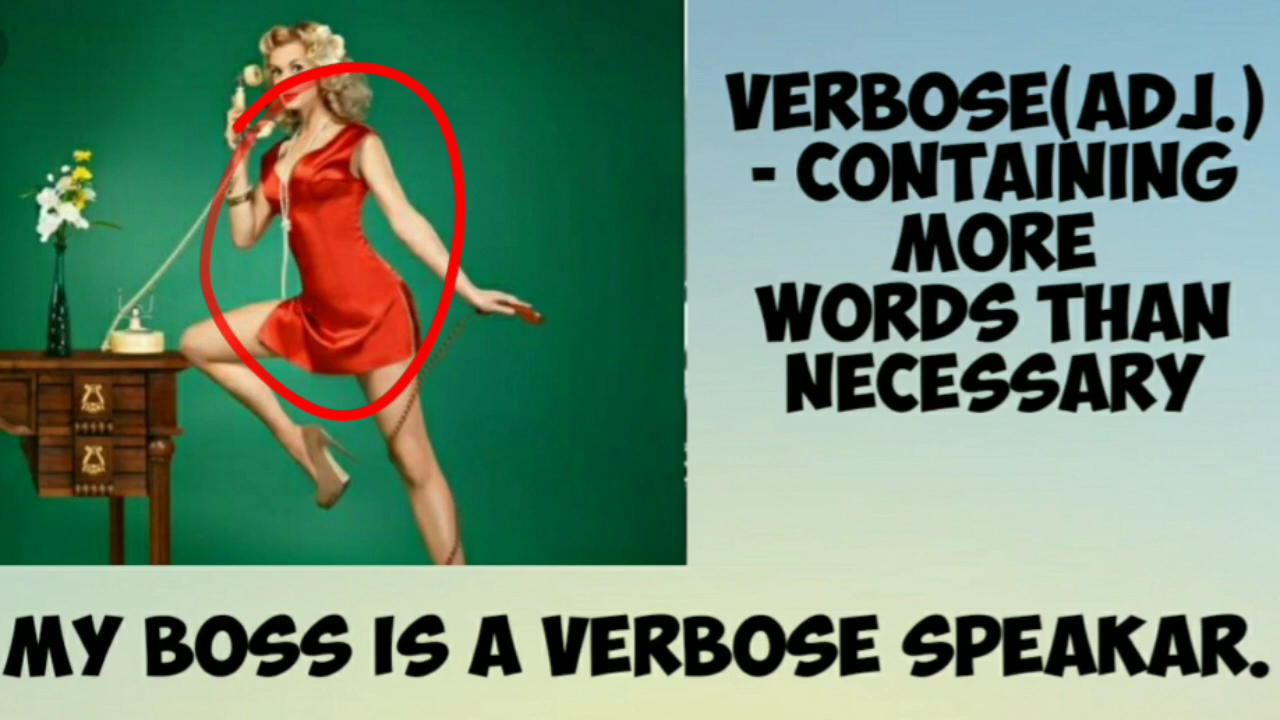 VERBOSE(ADJ.)
- CONTAINING
MORE
WORDS THAN
NECESSARY
MY BOSS IS A VERBOSE SPEAKAR.